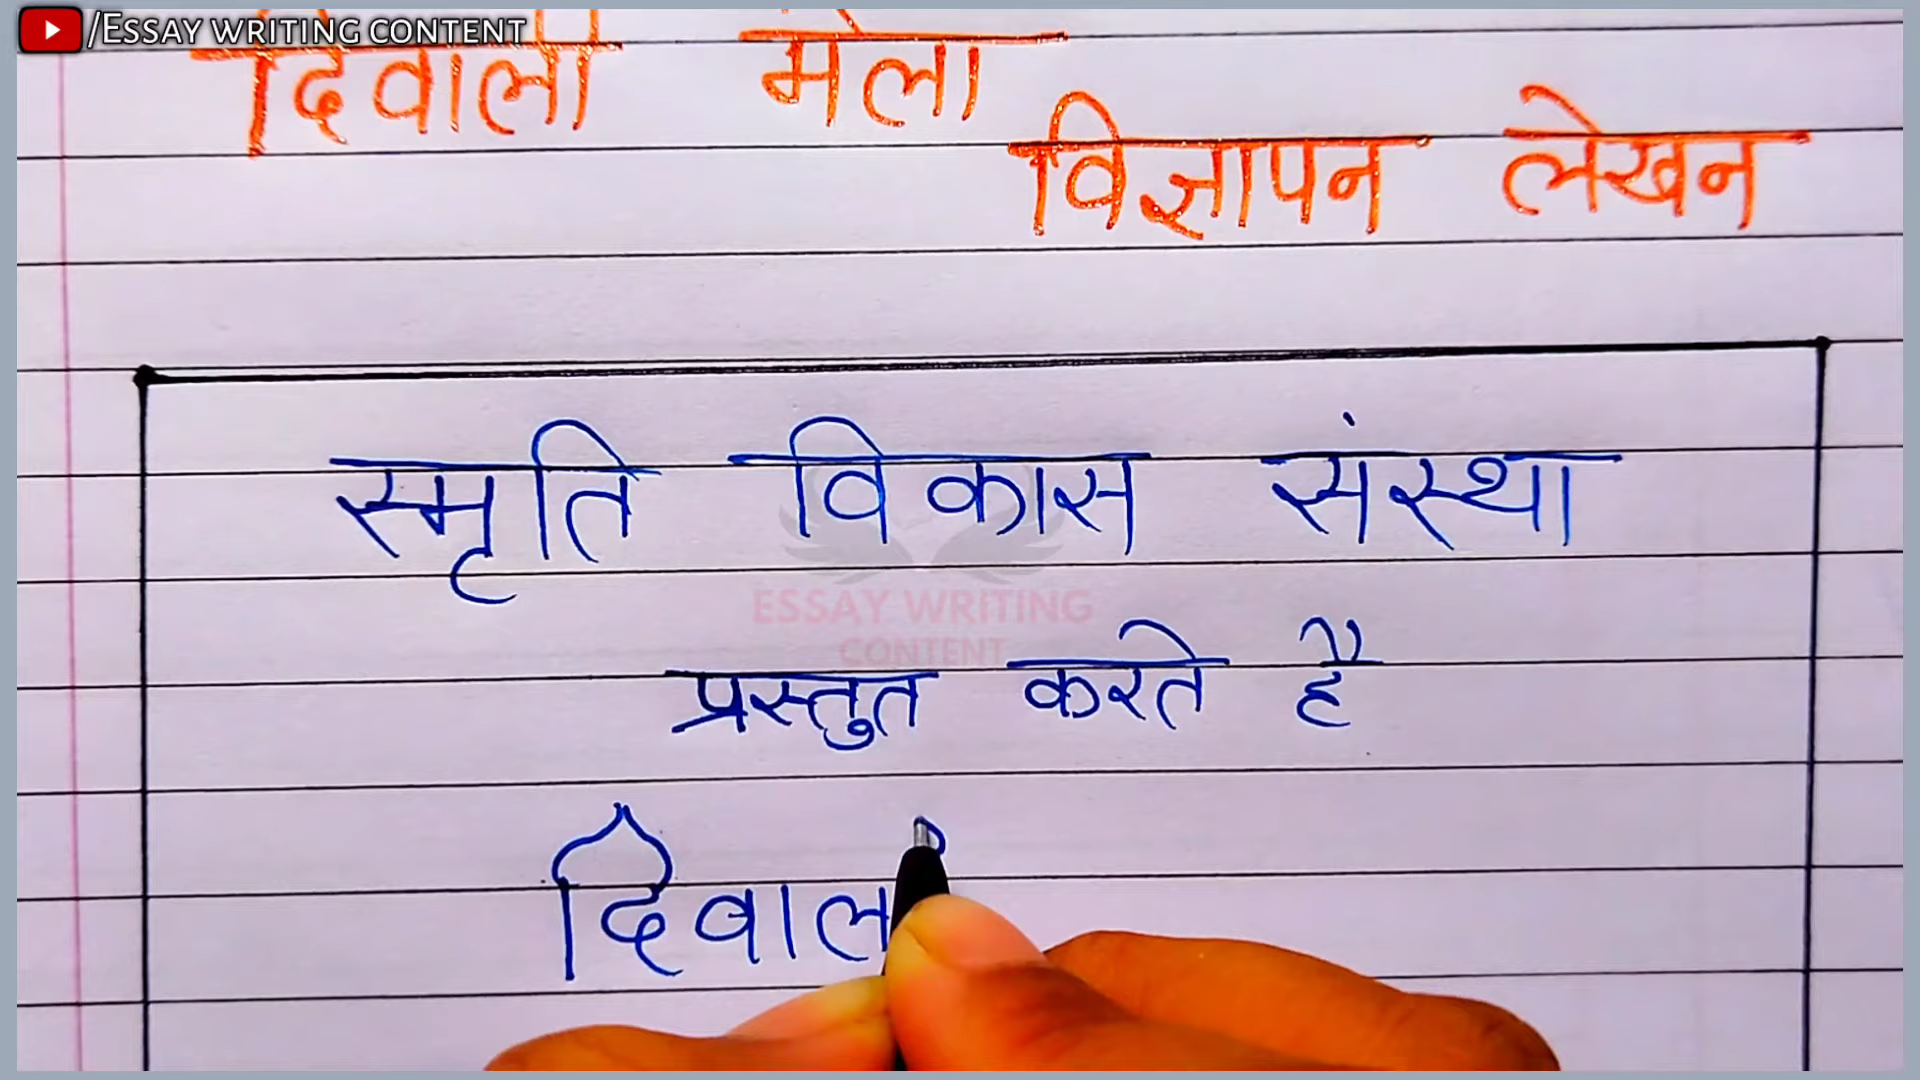 /ESSAY WRITING CONTENT
दिवाली मेला
विज्ञापन लेखन
स्मृति विकास संस्था
ESSAY WRITING
CONTENT
प्रस्तुत करते है
दिवाल